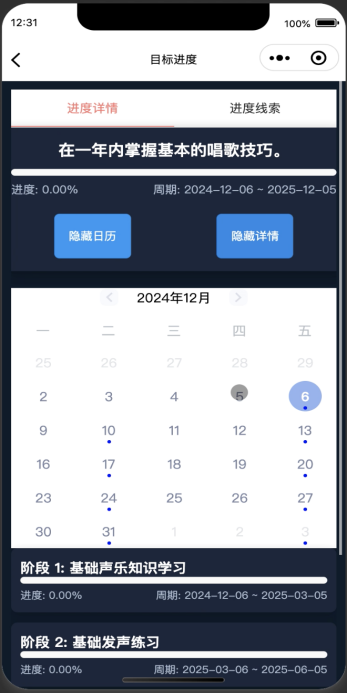 12:31 100%
目标进度
进度详情 进度线索
在一年内掌握基本的唱歌技巧。
进度: 0.00% 周期: 2024-12-06 ~ 2025-12-05
隐藏日历 隐藏详情
2024年12月
一 二 三 四 五
25 26 27 28 29
2 3 4 5 6
9 10 11 12 13
16 17 18 19 20
23 24 25 26 27
30 31 1 2 3
阶段 1: 基础声乐知识学习
进度: 0.00% 周期: 2024-12-06 ~ 2025-03-05
阶段 2: 基础发声练习
进度: 0.00% 周期: 2025-03-06 ~ 2025-06-05